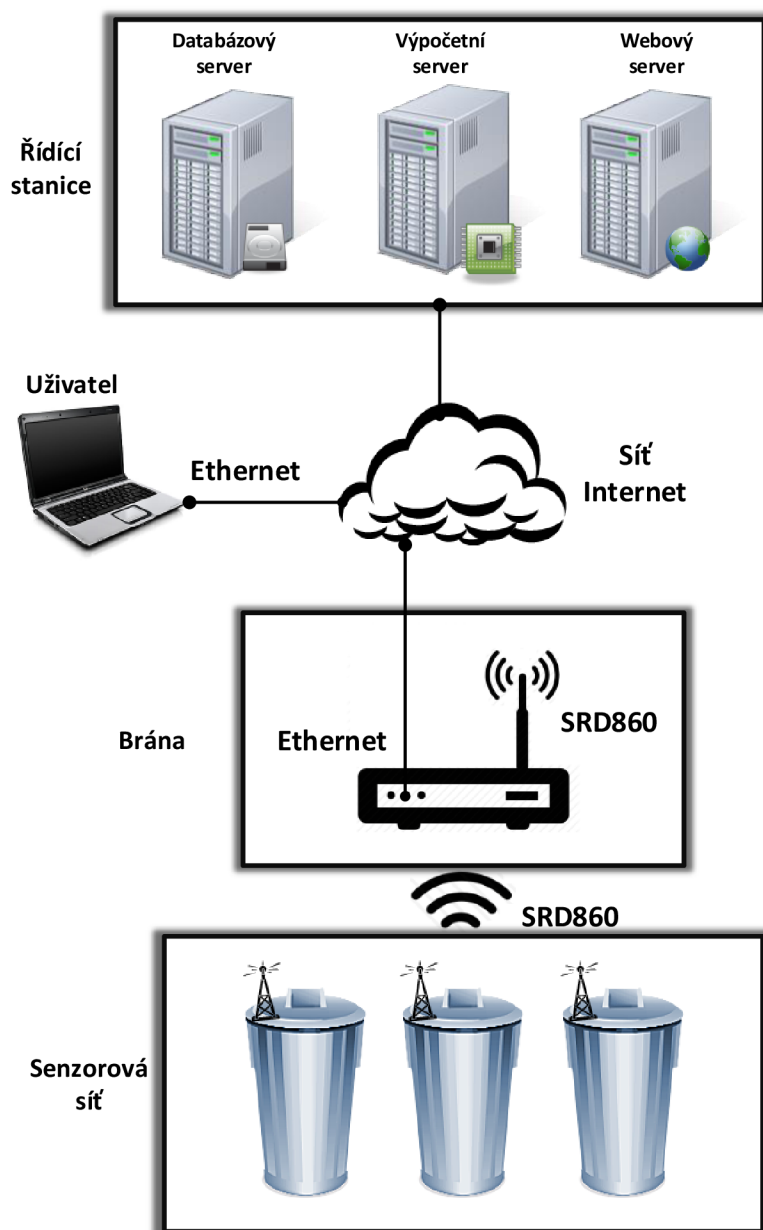 Databázový
server
Výpočetní
server
Webový
server
Řídící
stanice
Uživatel
Ethernet
Síť
Internet
Brána
Ethernet
SRD860
SRD860
Senzorová
síť